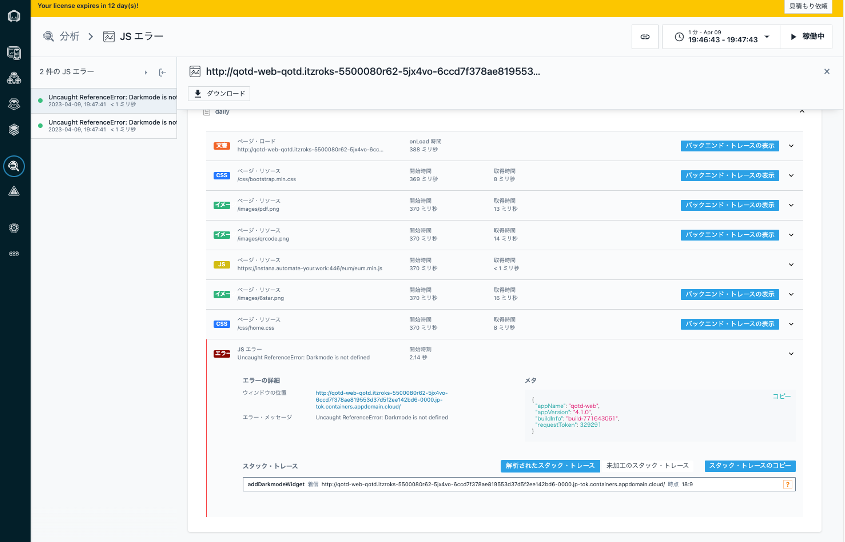 Your license expires in 12 day(s)!
見積もり依頼
分析
JS エラー
1 分 - Apr 09
19:46:43 - 19:47:43
稼働中
2 件の JS エラー
Uncaught ReferenceError: Darkmode is not
2023-04-09, 19:47:41 < 1 ミリ秒
Uncaught ReferenceError: Darkmode is not
2023-04-09, 19:47:41 < 1 ミリ秒
http://qotd-web-qotd.itzroks-5500080r62-5jx4vo-6ccd7f378ae819553...
ダウンロード
daily
文書
ページ・ロード
http://qotd-web-qotd.itzroks-5500080r62-5jx4vo-6cc...
onLoad 時間
388 ミリ秒
バックエンド・トレースの表示
CSS
ページ・リソース
/css/bootstrap.min.css
開始時間
369 ミリ秒
取得時間
8 ミリ秒
バックエンド・トレースの表示
イメー
ページ・リソース
/images/pdf.png
開始時間
370 ミリ秒
取得時間
13 ミリ秒
バックエンド・トレースの表示
イメー
ページ・リソース
/images/qrcode.png
開始時間
370 ミリ秒
取得時間
14 ミリ秒
バックエンド・トレースの表示
JS
ページ・リソース
https://instana.automate-your.work:446/eum/eum.min.js
開始時間
370 ミリ秒
取得時間
< 1 ミリ秒
イメー
ページ・リソース
/images/6star.png
開始時間
370 ミリ秒
取得時間
15 ミリ秒
バックエンド・トレースの表示
CSS
ページ・リソース
/css/home.css
開始時間
370 ミリ秒
取得時間
8 ミリ秒
バックエンド・トレースの表示
エラー
JS エラー
Uncaught ReferenceError: Darkmode is not defined
開始時刻
2.14 秒
エラーの詳細
ウィンドウの位置
http://qotd-web-qotd.itzroks-5500080r62-5jx4vo-
6ccd7f378ae819553d37d5f2ee142bd6-0000.jp-
tok.containers.appdomain.cloud/
エラー・メッセージ
Uncaught ReferenceError: Darkmode is not defined
メタ
コピー
{
"appName": "qotd-web",
"appVersion": "4.1.0",
"requestToken": 329291
}
スタック・トレース
解析されたスタック・トレース
未加工のスタック・トレース
スタック・トレースのコピー
addDarkmodeWidget 場所 http://qotd-web-qotd.itzroks-5500080r62-5jx4vo-6ccd7f378ae819553d37d5f2ee142bd6-0000.jp-tok.containers.appdomain.cloud/ 時点 18:9
?